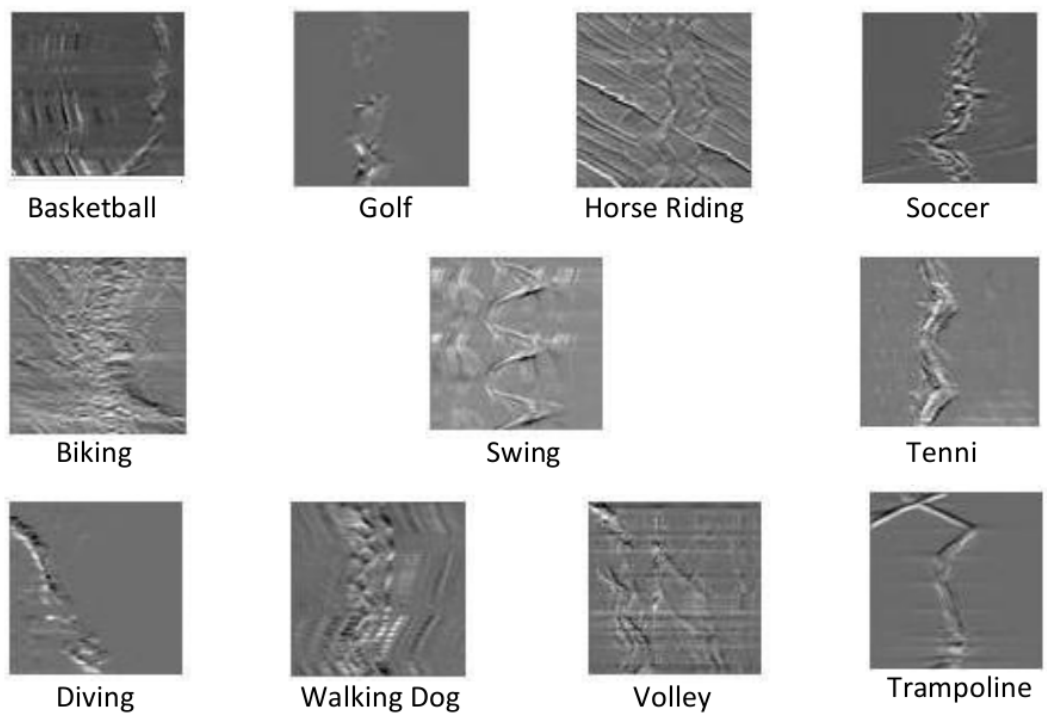 Basketball
Golf
Horse Riding
Soccer
Biking
Swing
Tenni
Diving
Walking Dog
Volley
Trampoline